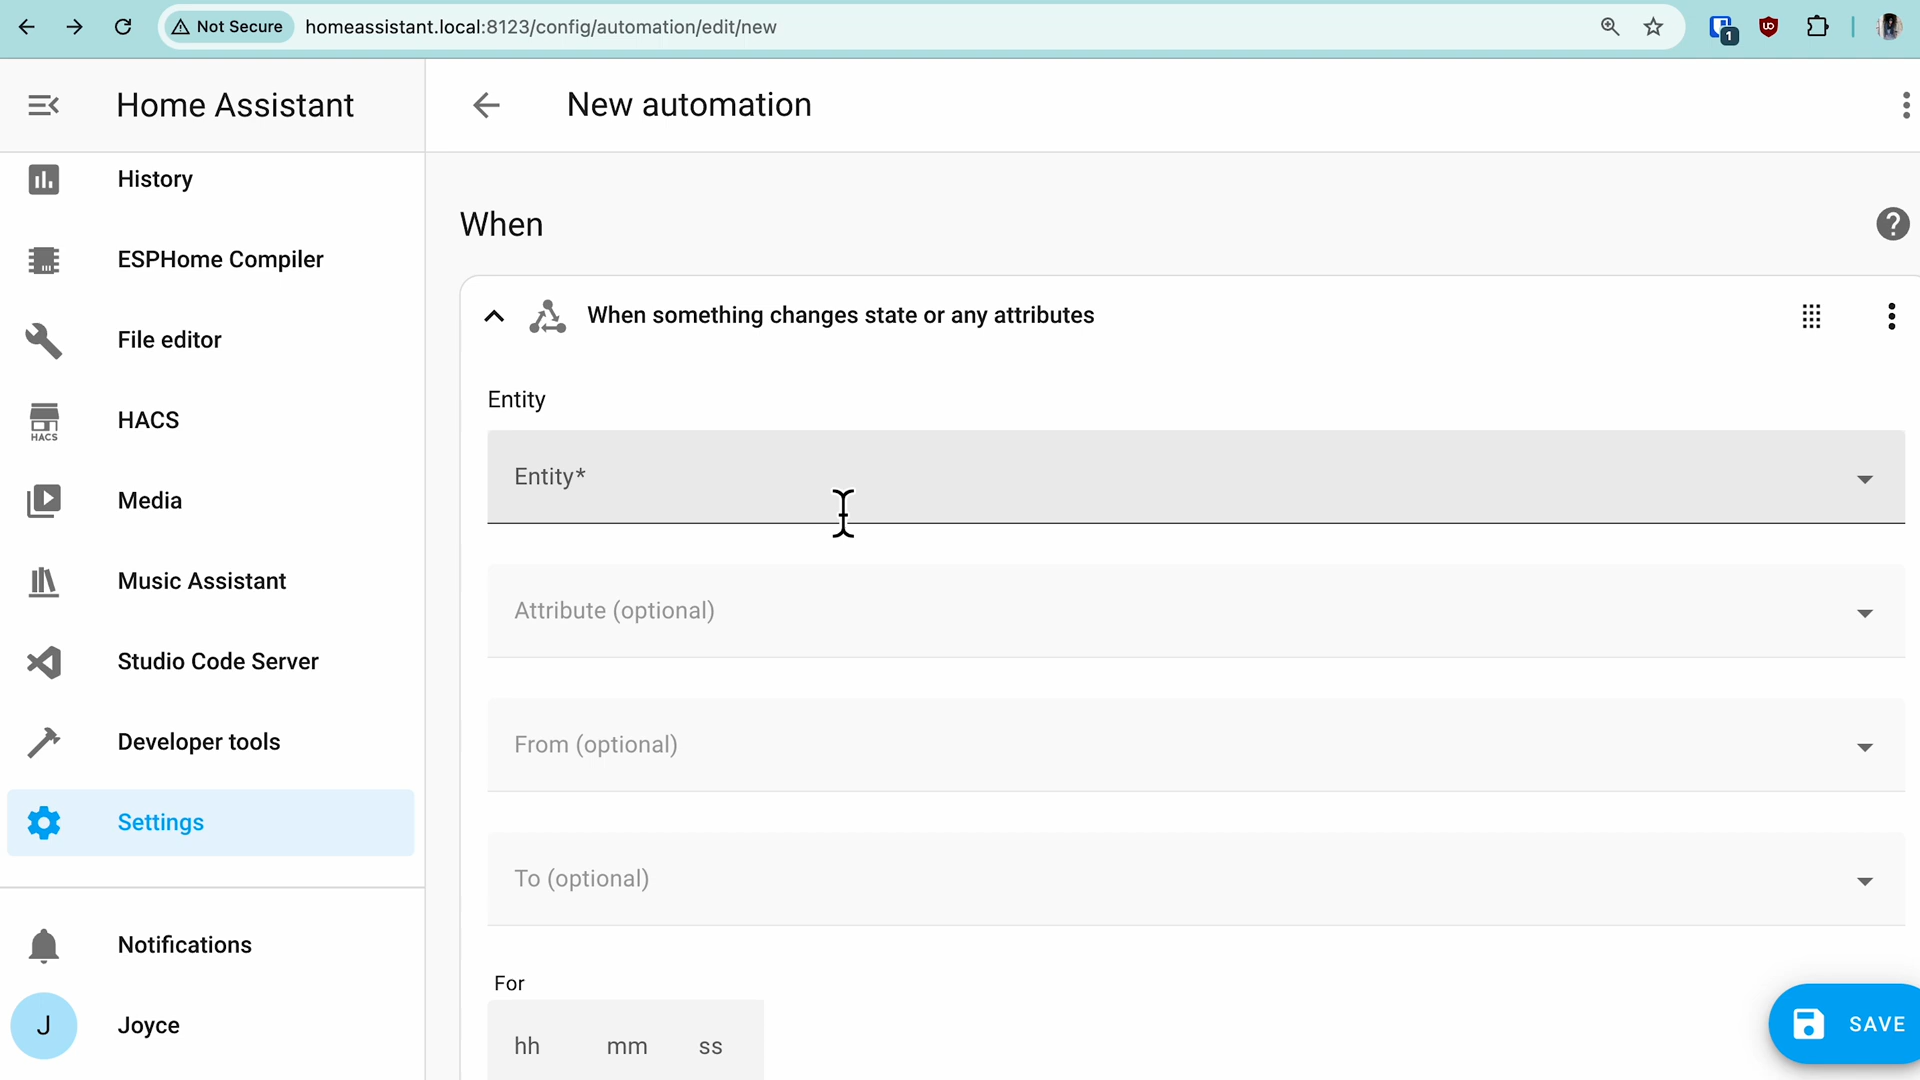 Not Secure
homeassistant.local:8123/config/automation/edit/new
1
Home Assistant
New automation
History
ESPHome Compiler
File editor
HACS
HACS
Media
Music Assistant
Studio Code Server
Developer tools
Settings
Notifications
J
Joyce
When
When something changes state or any attributes
Entity
Entity*
Attribute (optional)
From (optional)
To (optional)
For
hh mm ss
SAVE